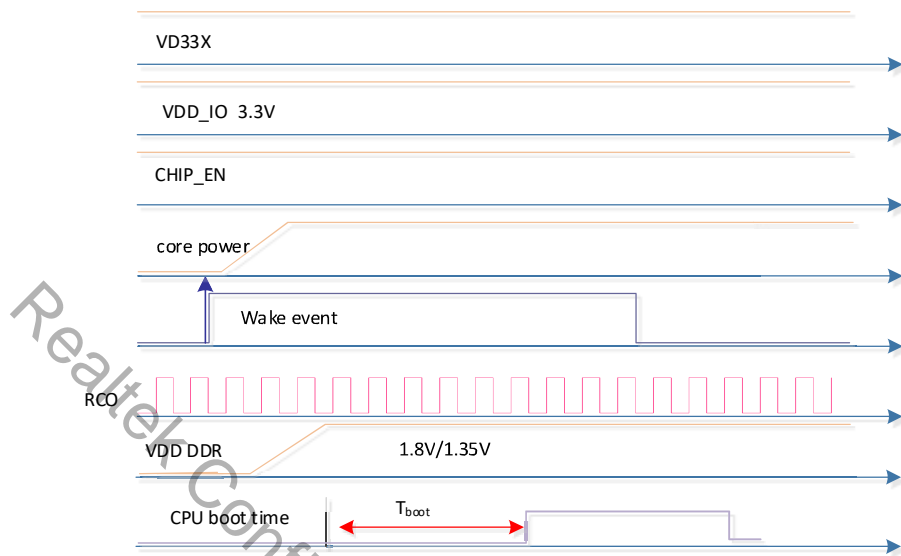 VD33X
VDD_IO 3.3V
CHIP_EN
core power
Wake event
RCO
VDD DDR
1.8V/1.35V
CPU boot time
Tboot
Realtek